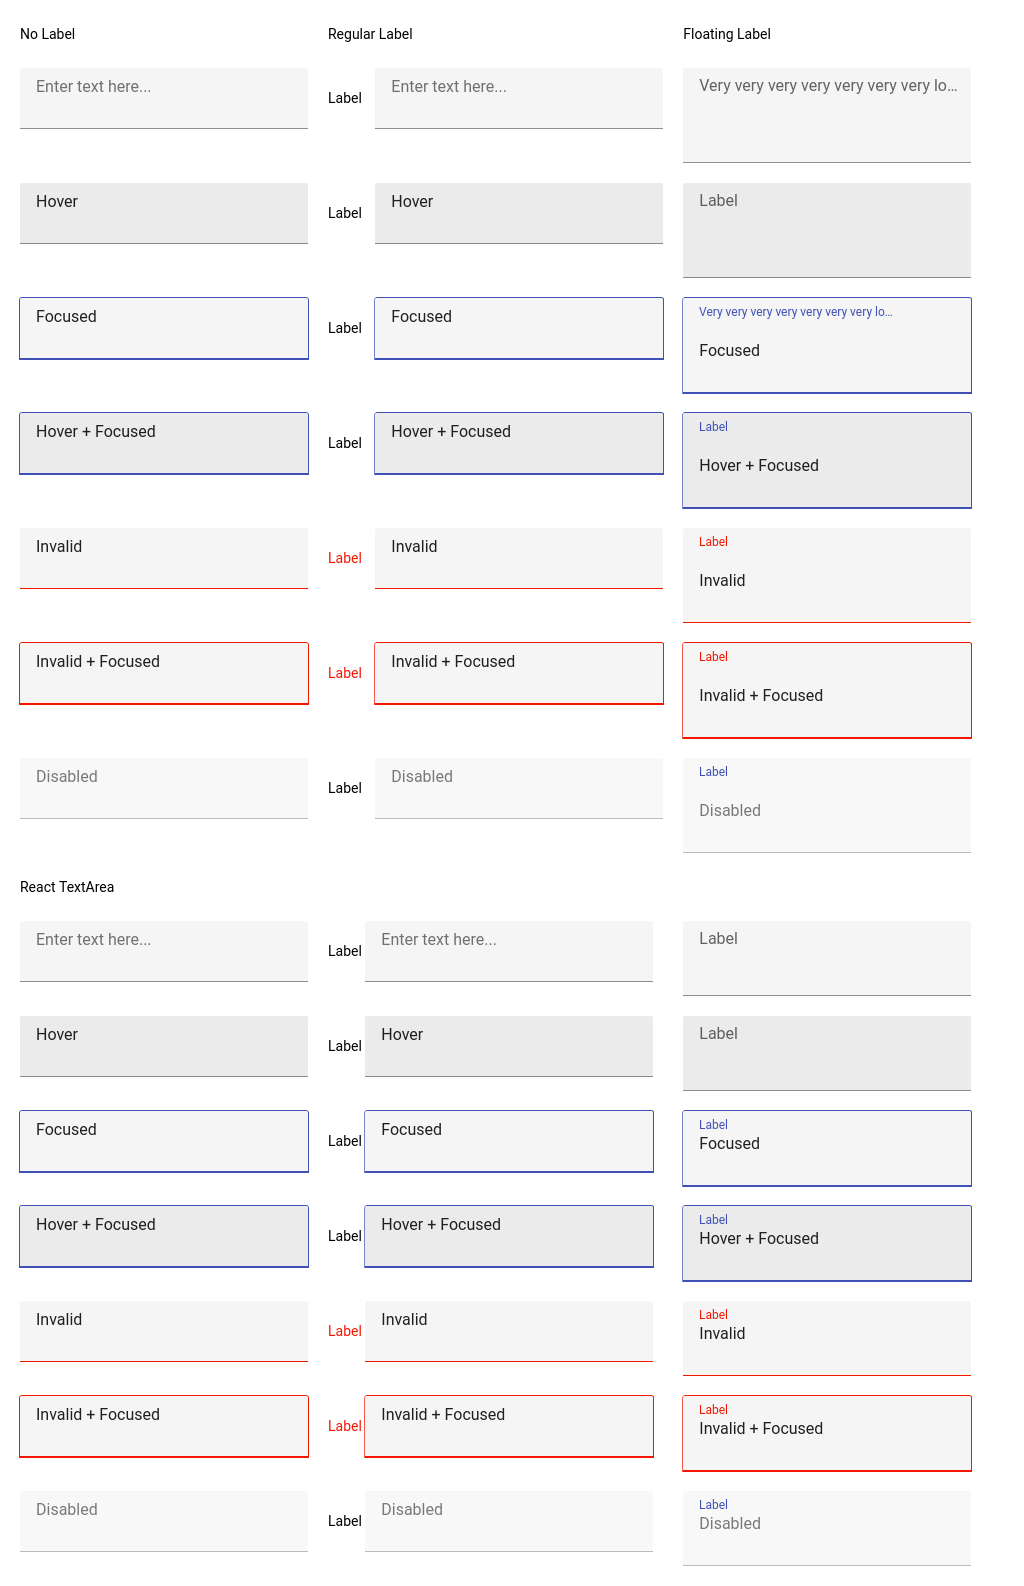 No Label Regular Label Floating Label
Enter text here... Label Enter text here... Very very very very very very very lo...
Hover Label Hover Label
Very very very very very very very lo...
Focused Label Focused Focused
Label
Hover + Focused Label Hover + Focused Hover + Focused
Label
Invalid Label Invalid Invalid
Label
Invalid + Focused Label Invalid + Focused Invalid + Focused
Label
Disabled Label Disabled Disabled
React TextArea
Enter text here... Label Enter text here... Label
Hover Label Hover Label
Label
Focused Label Focused Focused
Label
Hover + Focused Label Hover + Focused Hover + Focused
Label
Invalid Label Invalid Invalid
Label
Invalid + Focused Label Invalid + Focused Invalid + Focused
Label
Disabled Label Disabled Disabled